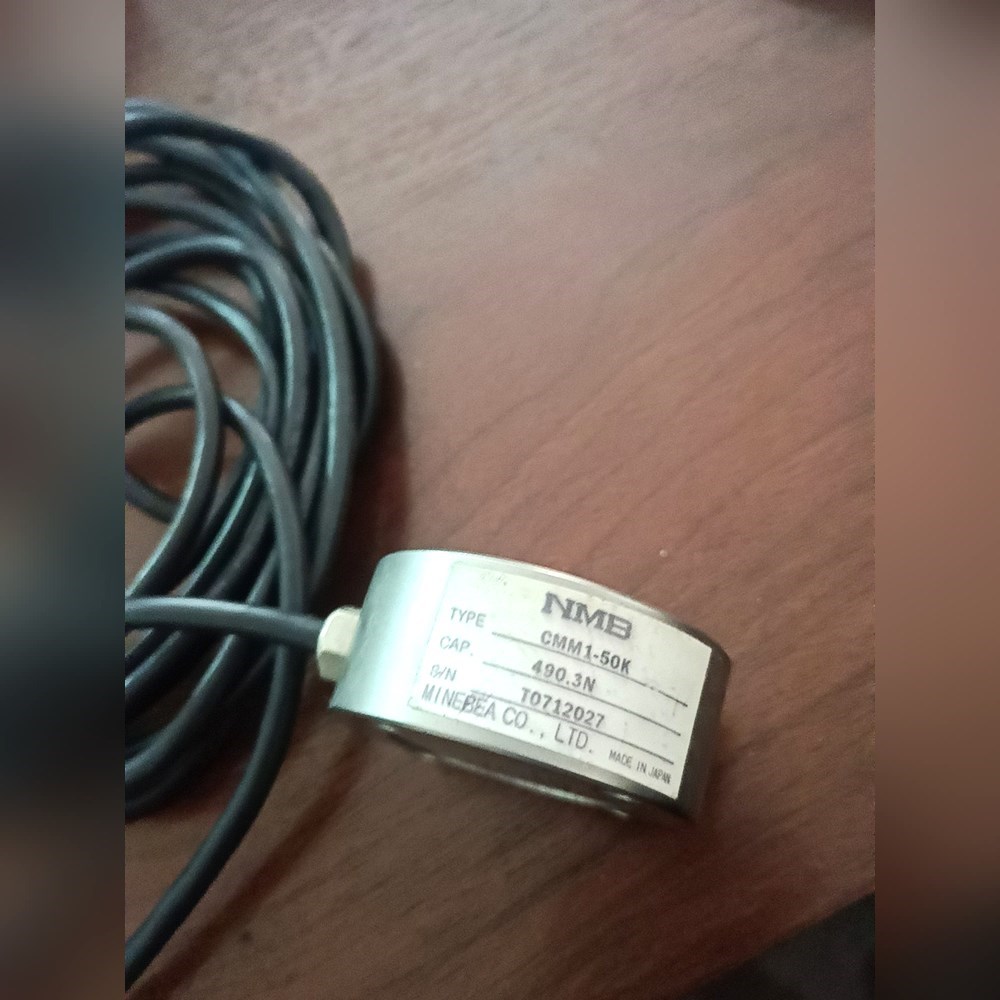 NMB
TYPE CMM1-50K
CAP. 490.3N
S/N T0712027
MINEBEA CO., LTD. MADE IN JAPAN